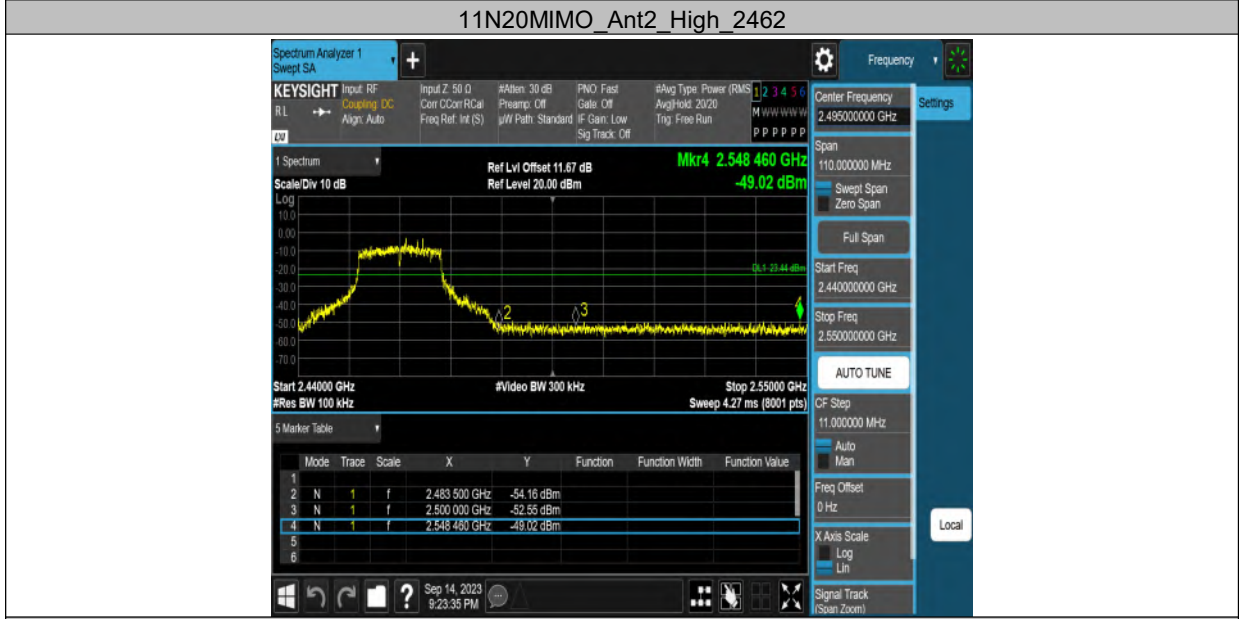 11N20MIMO_Ant2_High_2462
Spectrum Analyzer 1
Swept SA
+
Frequency
KEYSIGHT
Input: RF
Input Z: 50 Ω
#Atten: 30 dB
PNO: Fast
#Avg Type: Power (RMS
1 2 3 4 5 6
R L
Coupling: DC
Corr CCorr RCal
Preamp: Off
Gate: Off
Avg|Hold: 20/20
M W W W W W
Align: Auto
Freq Ref: Int (S)
µW Path: Standard
IF Gain: Low
Trig: Free Run
P P P P P P
Sig Track: Off
LXI
1 Spectrum
Scale/Div 10 dB
Ref Lvl Offset 11.67 dB
Ref Level 20.00 dBm
Mkr4 2.548 460 GHz
-49.02 dBm
Log
10.0
0.00
-10.0
-20.0
-30.0
-40.0
-50.0
-60.0
-70.0
DL1 -23.44 dBm
2
3
4
Start 2.44000 GHz
#Video BW 300 kHz
Stop 2.55000 GHz
#Res BW 100 kHz
Sweep 4.27 ms (8001 pts)
5 Marker Table
Mode Trace Scale X Y Function Function Width Function Value
1
2 N 1 f 2.483 500 GHz -54.16 dBm
3 N 1 f 2.500 000 GHz -52.55 dBm
4 N 1 f 2.548 460 GHz -49.02 dBm
5
6
?
Sep 14, 2023
9:23:35 PM
Center Frequency
2.495000000 GHz
Settings
Span
110.000000 MHz
Swept Span
Zero Span
Full Span
Start Freq
2.440000000 GHz
Stop Freq
2.550000000 GHz
AUTO TUNE
CF Step
11.000000 MHz
Auto
Man
Freq Offset
0 Hz
Local
X Axis Scale
Log
Lin
Signal Track
(Span Zoom)